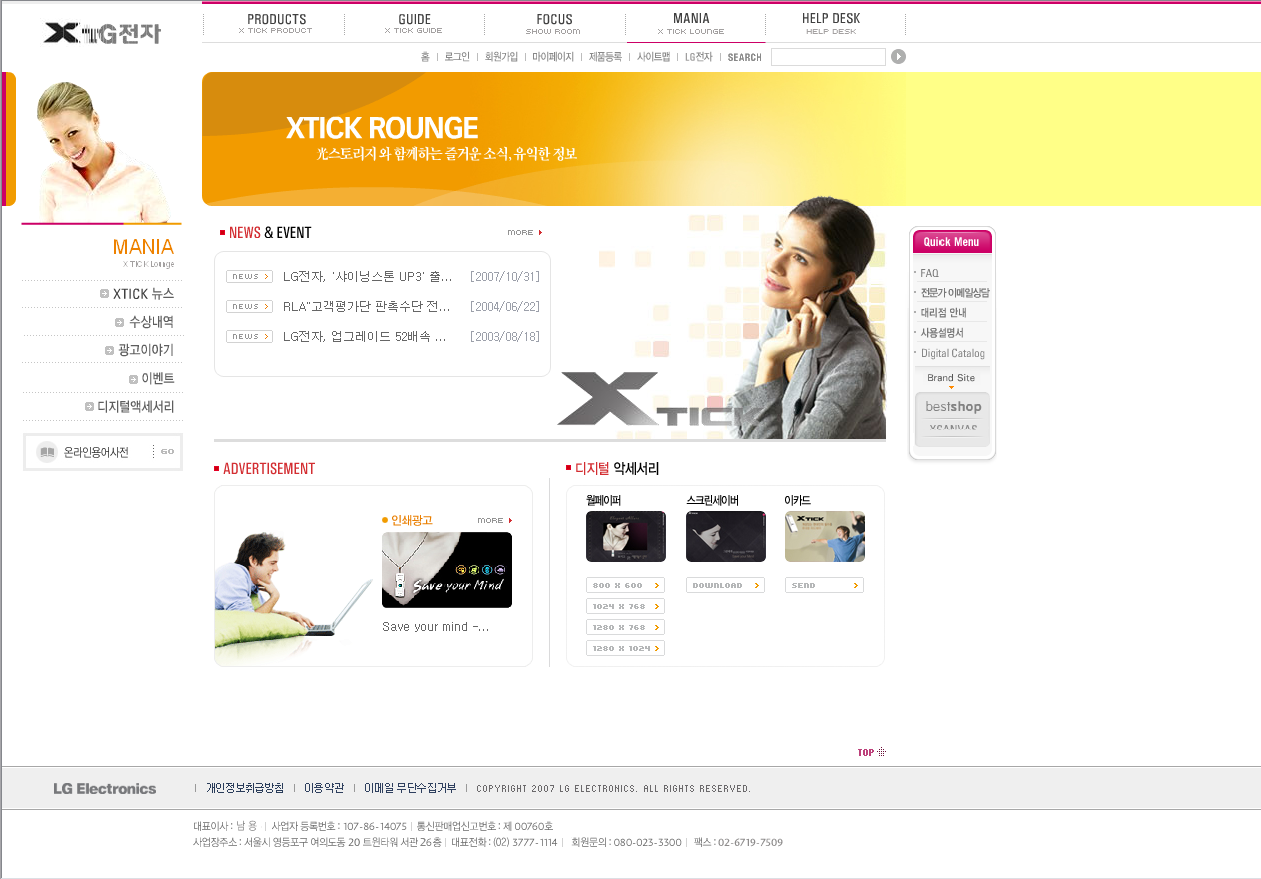 PRODUCTS
X TICK PRODUCT
GUIDE
X TICK GUIDE
FOCUS
SHOW ROOM
MANIA
X TICK LOUNGE
HELP DESK
HELP DESK
G전자
홈 | 로그인 | 회원가입 | 마이페이지 | 제품등록 | 사이트맵 | LG전자 | SEARCH
XTICK ROUNGE
光스토리지 와 함께하는 즐거운 소식, 유익한 정보
MANIA
X TICK Lounge
XTICK 뉴스
수상내역
광고이야기
이벤트
디지털액세서리
온라인용어사전 GO
NEWS & EVENT MORE
NEWS LG전자, '샤이닝스톤 UP3' 출... [2007/10/31]
NEWS RLA"고객평가단 판촉수단 전... [2004/06/22]
NEWS LG전자, 업그레이드 52배속 ... [2003/08/18]
XTICK
Quick Menu
FAQ
전문가 이메일상담
대리점 안내
사용설명서
Digital Catalog
Brand Site
bestshop
XCANVAS
ADVERTISEMENT
인쇄광고 MORE
Save your Mind
Save your mind -...
디지털 악세서리
월페이퍼
스크린세이버
이카드
XTICK
800 X 600
1024 X 768
1280 X 768
1280 X 1024
DOWNLOAD
SEND
TOP
LG Electronics
개인정보취급방침 | 이용약관 | 이메일 무단수집거부 | COPYRIGHT 2007 LG ELECTRONICS. ALL RIGHTS RESERVED.
대표이사 : 남 용 | 사업자 등록번호 : 107-86-14075 | 통신판매업신고번호 : 제 00760호
사업장주소 : 서울시 영등포구 여의도동 20 트윈타워 서관 26층 | 대표전화 : (02) 3777-1114 | 회원문의 : 080-023-3300 | 팩스 : 02-6719-7509